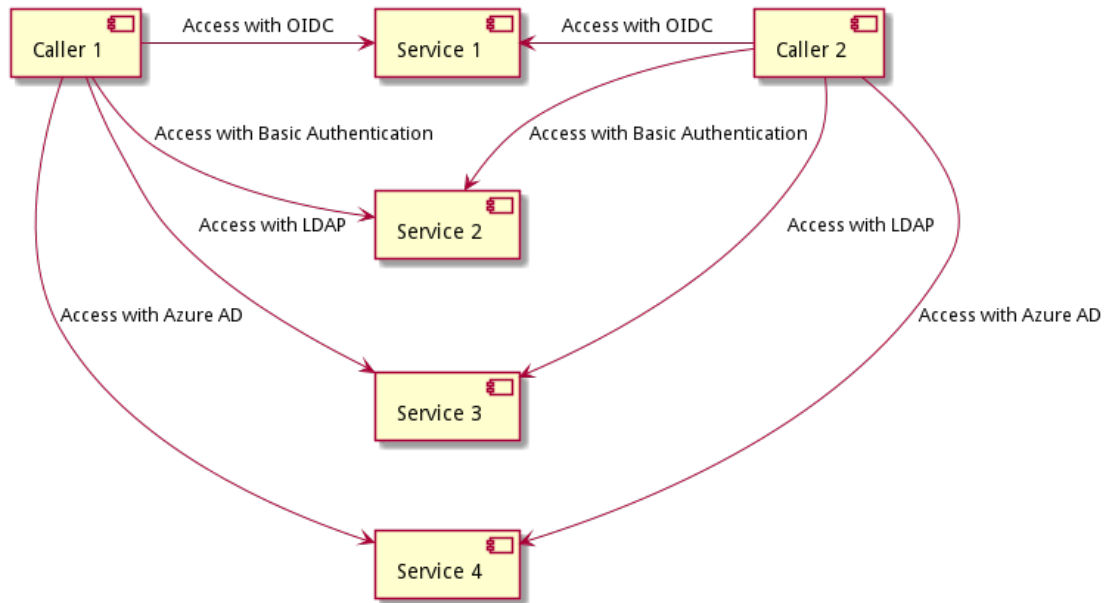 Caller 1
Access with OIDC
Service 1
Access with OIDC
Caller 2
Access with Basic Authentication
Access with Basic Authentication
Access with LDAP
Service 2
Access with LDAP
Access with Azure AD
Access with Azure AD
Service 3
Service 4